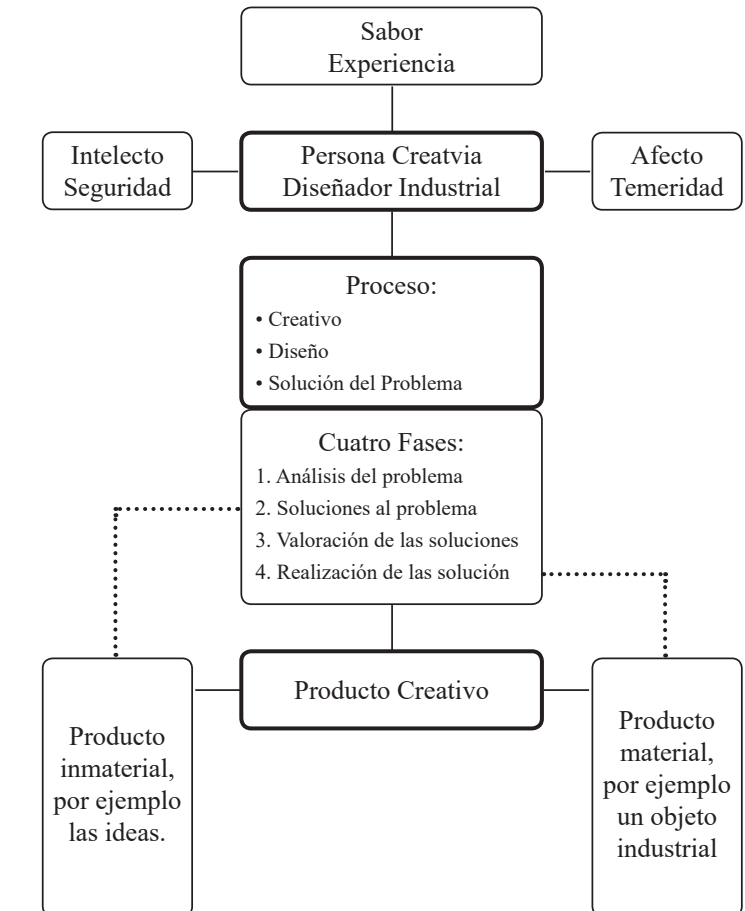 Sabor
Experiencia
Intelecto
Seguridad
Persona Creatvia
Diseñador Industrial
Afecto
Temeridad
Proceso:
• Creativo
• Diseño
• Solución del Problema
Cuatro Fases:
1. Análisis del problema
2. Soluciones al problema
3. Valoración de las soluciones
4. Realización de las solución
Producto Creativo
Producto
inmaterial,
por ejemplo
las ideas.
Producto
material,
por ejemplo
un objeto
industrial